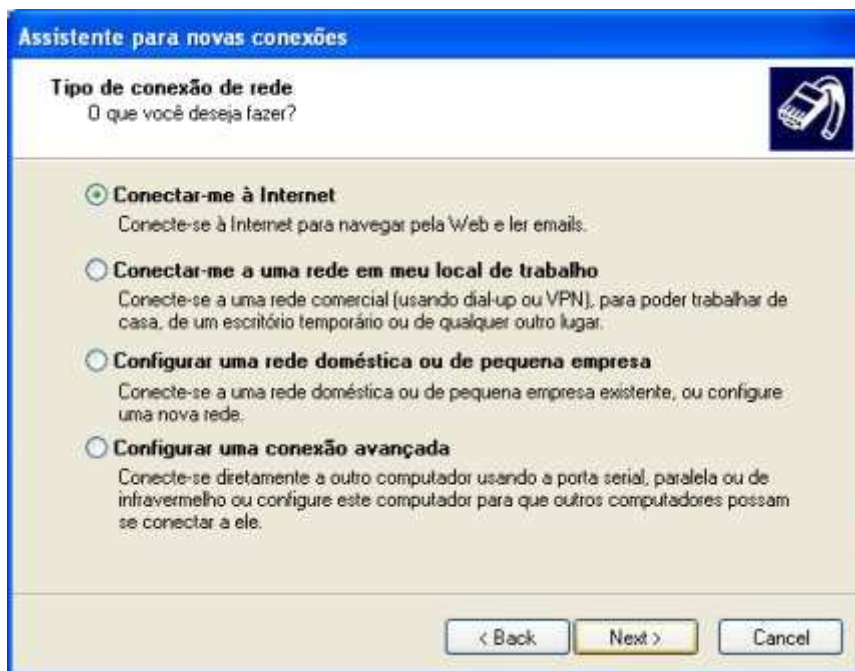 Assistente para novas conexões
Tipo de conexão de rede
O que você deseja fazer?
Conectar-me à Internet
Conecte-se à Internet para navegar pela Web e ler emails.
Conectar-me a uma rede em meu local de trabalho
Conecte-se a uma rede comercial (usando dial-up ou VPN), para poder trabalhar de
casa, de um escritório temporário ou de qualquer outro lugar.
Configurar uma rede doméstica ou de pequena empresa
Conecte-se a uma rede doméstica ou de pequena empresa existente, ou configure
uma nova rede.
Configurar uma conexão avançada
Conecte-se diretamente a outro computador usando a porta serial, paralela ou de
infravermelho ou configure este computador para que outros computadores possam
se conectar a ele.
< Back Next > Cancel